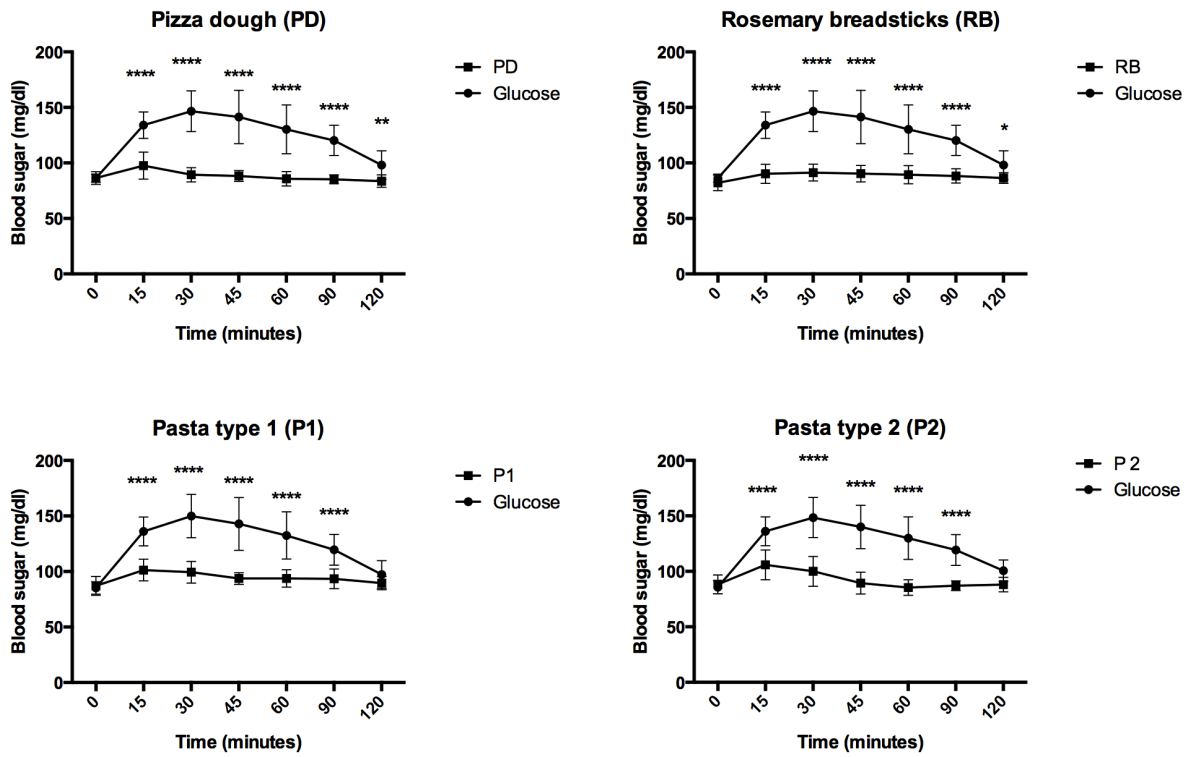 Pizza dough (PD)
Blood sugar (mg/dl)
200
150
100
50
0
**** **** **** **** **** **
0 15 30 45 60 90 120
Time (minutes)
PD
Glucose
Rosemary breadsticks (RB)
Blood sugar (mg/dl)
200
150
100
50
0
**** **** **** **** **** *
0 15 30 45 60 90 120
Time (minutes)
RB
Glucose
Pasta type 1 (P1)
Blood sugar (mg/dl)
200
150
100
50
0
**** **** **** **** ****
0 15 30 45 60 90 120
Time (minutes)
P1
Glucose
Pasta type 2 (P2)
Blood sugar (mg/dl)
200
150
100
50
0
**** **** **** **** ****
0 15 30 45 60 90 120
Time (minutes)
P 2
Glucose